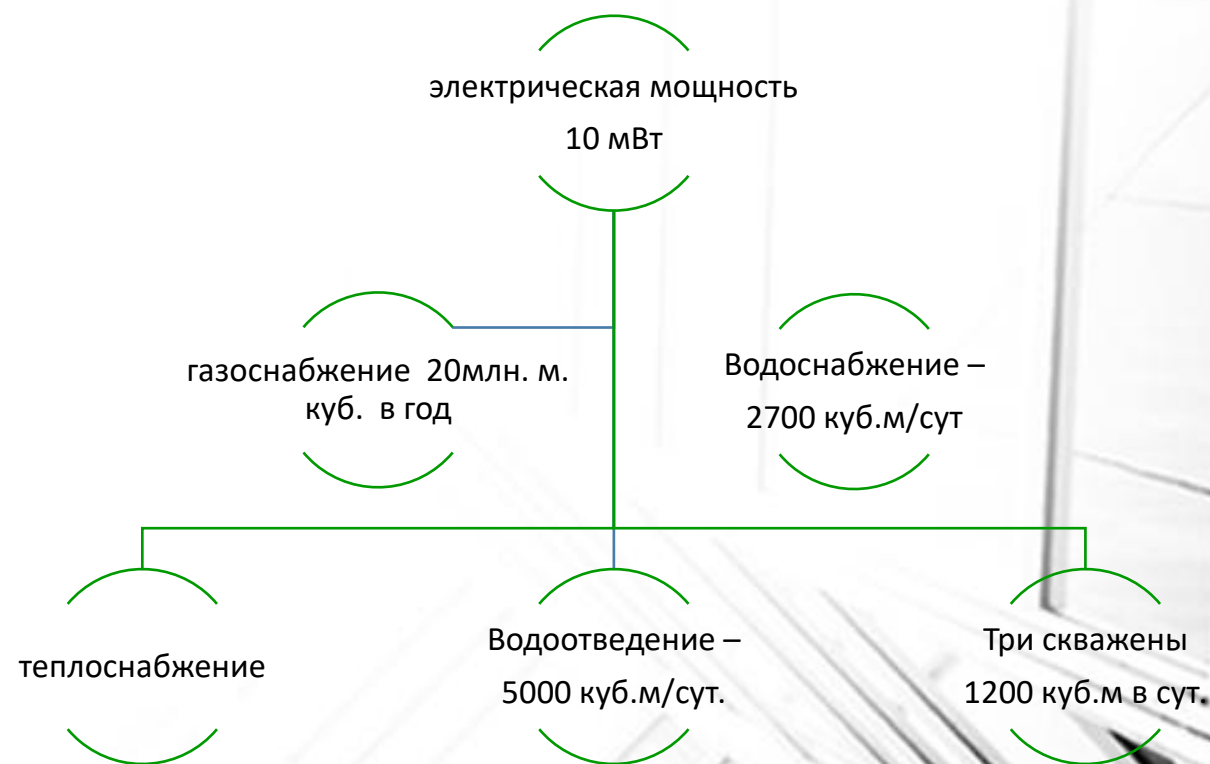 электрическая мощность
10 мВт
газоснабжение 20млн. м.
куб. в год
Водоснабжение –
2700 куб.м/сут
теплоснабжение
Водоотведение –
5000 куб.м/сут.
Три скважены
1200 куб.м в сут.